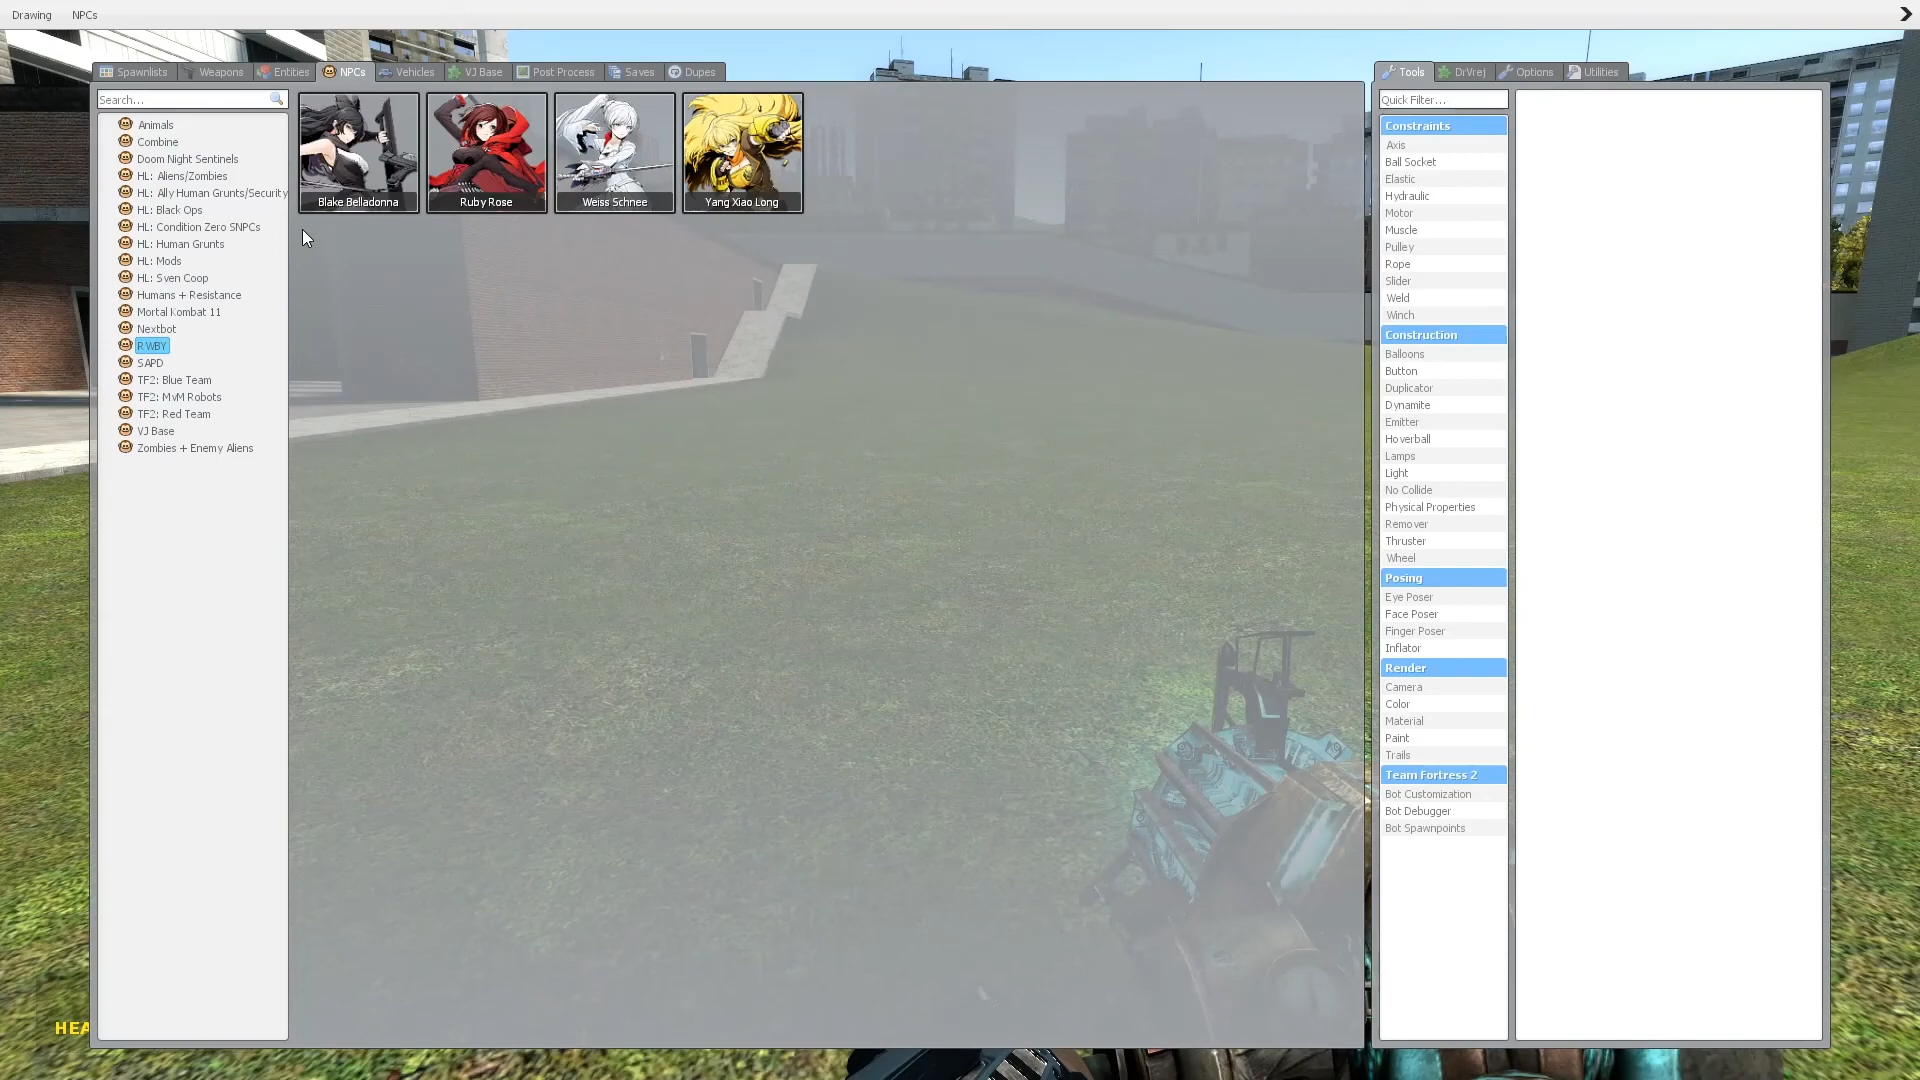 Drawing NPCs
Spawnlists Weapons Entities NPCs Vehicles VJ Base Post Process Saves Dupes
Search...
Animals
Combine
Doom Night Sentinels
HL: Aliens/Zombies
HL: Ally Human Grunts/Security
HL: Black Ops
HL: Condition Zero SNPCs
HL: Human Grunts
HL: Mods
HL: Sven Coop
Humans + Resistance
Mortal Kombat 11
Nextbot
RWBY
SAPD
TF2: Blue Team
TF2: MvM Robots
TF2: Red Team
VJ Base
Zombies + Enemy Aliens
Blake Belladonna
Ruby Rose
Weiss Schnee
Yang Xiao Long
HEA
Tools DrVrej Options Utilities
Quick Filter...
Constraints
Axis
Ball Socket
Elastic
Hydraulic
Motor
Muscle
Pulley
Rope
Slider
Weld
Winch
Construction
Balloons
Button
Duplicator
Dynamite
Emitter
Hoverball
Lamps
Light
No Collide
Physical Properties
Remover
Thruster
Wheel
Posing
Eye Poser
Face Poser
Finger Poser
Inflator
Render
Camera
Color
Material
Paint
Trails
Team Fortress 2
Bot Customization
Bot Debugger
Bot Spawnpoints